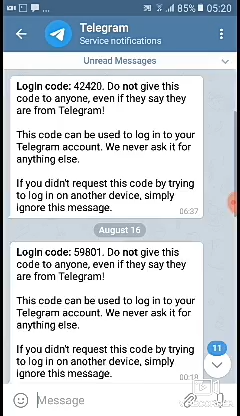 85% 05:20
Telegram
Service notifications
Unread Messages
Login code: 42420. Do not give this
code to anyone, even if they say they
are from Telegram!
This code can be used to log in to your
Telegram account. We never ask it for
anything else.
If you didn't request this code by trying
to log in on another device, simply
ignore this message.
06:37
August 16
Login code: 59801. Do not give this
code to anyone, even if they say they
are from Telegram!
This code can be used to log in to your
Telegram account. We never ask it for
anything else.
If you didn't request this code by trying
to log in on another device, simply
ignore this message.
00:18
11
Message